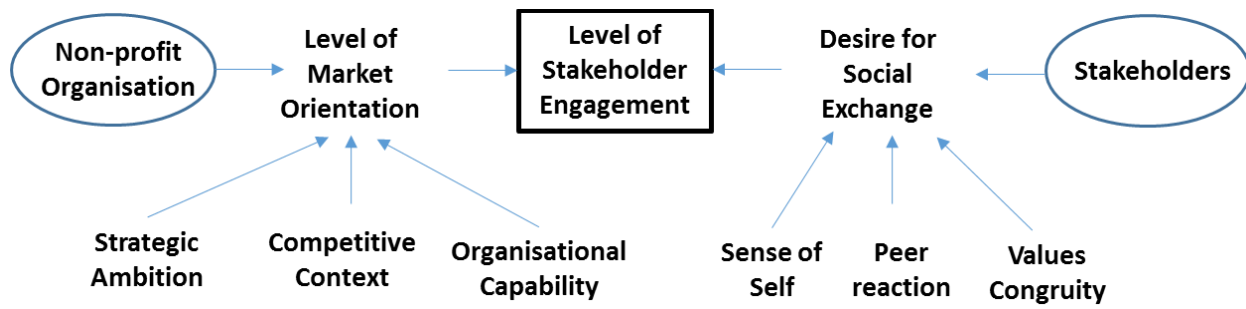 Non-profit
Organisation
Level of
Market
Orientation
Level of
Stakeholder
Engagement
Desire for
Social
Exchange
Stakeholders
Strategic
Ambition
Competitive
Context
Organisational
Capability
Sense of
Self
Peer
reaction
Values
Congruity